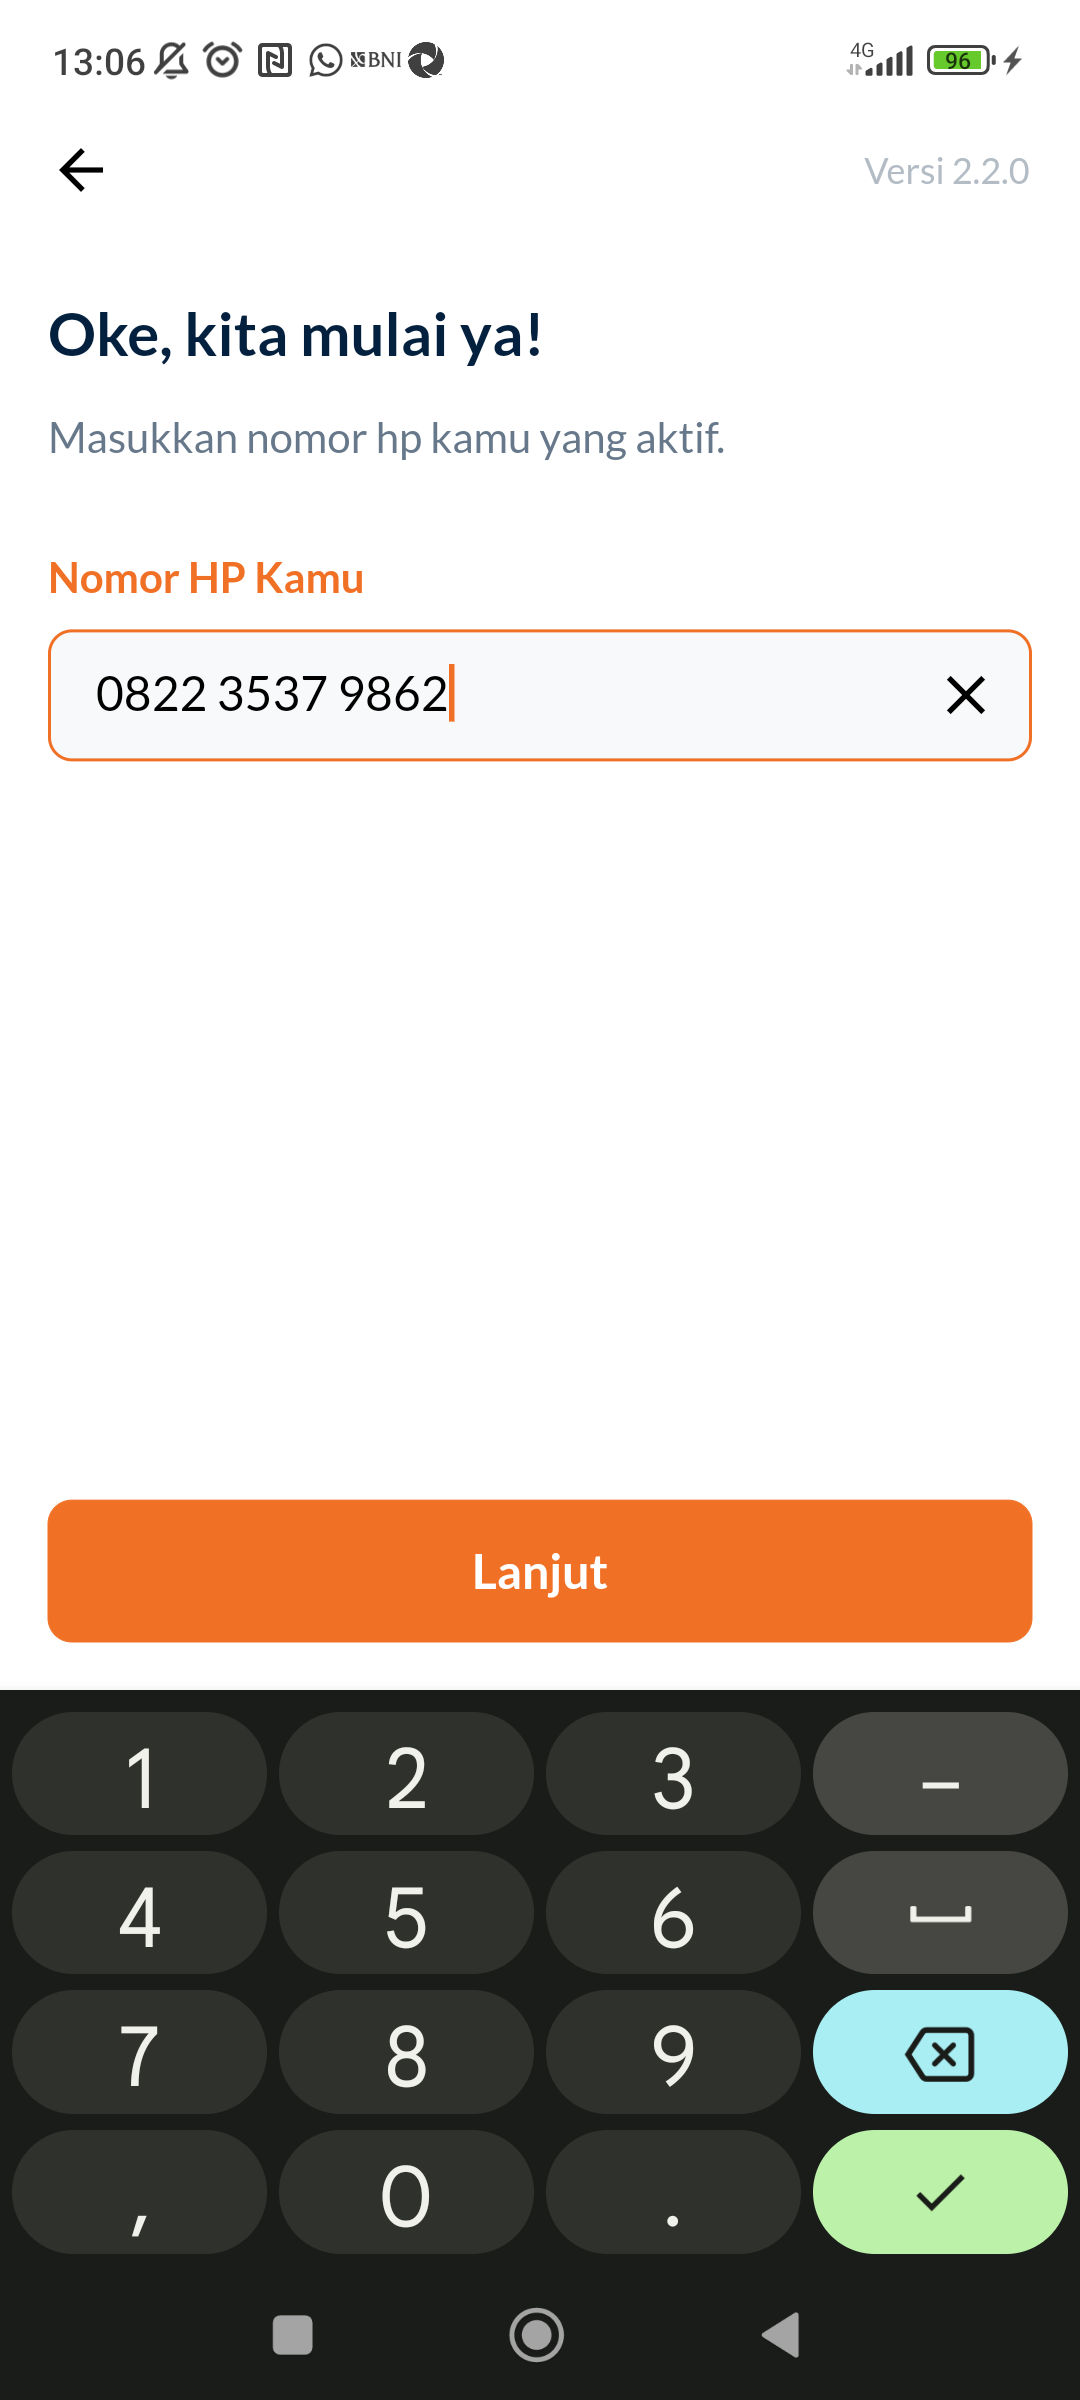 13:06 BNI 4G 96
Versi 2.2.0
Oke, kita mulai ya!
Masukkan nomor hp kamu yang aktif.
Nomor HP Kamu
0822 3537 9862
Lanjut
1 2 3 –
4 5 6
7 8 9
, 0 .